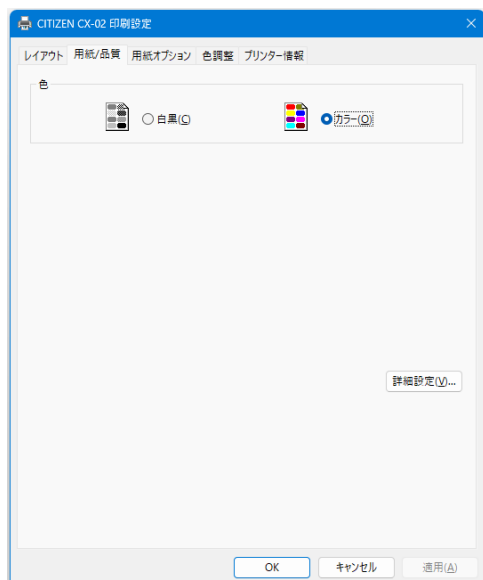 CITIZEN CX-02 印刷設定
レイアウト 用紙/品質 用紙オプション 色調整 プリンター情報
色
白黒(C) カラー(O)
詳細設定(V)...
OK キャンセル 適用(A)